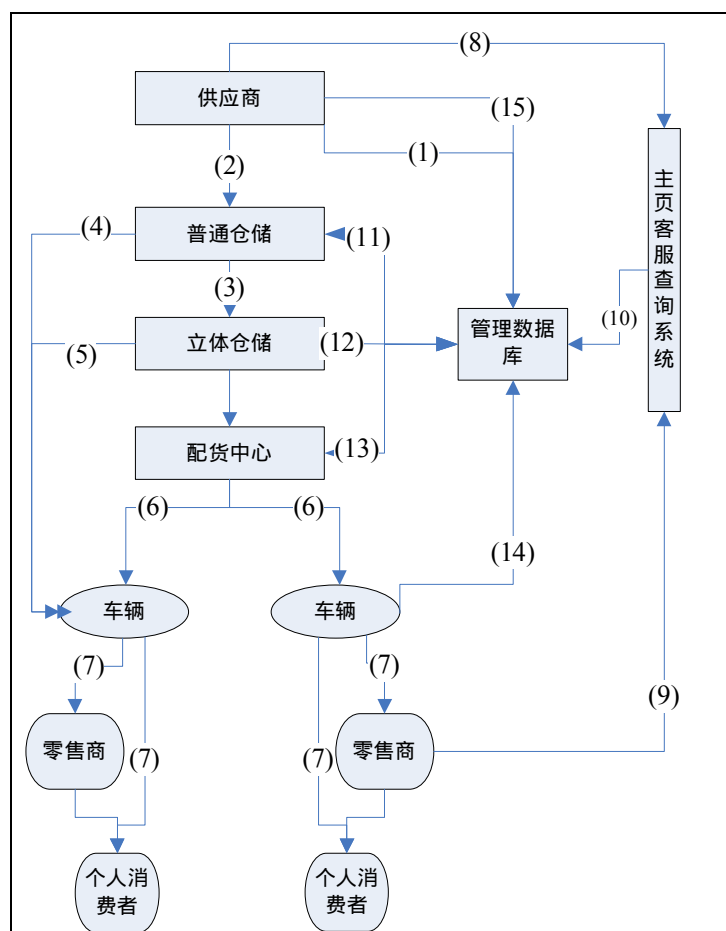 (8)
供应商
(15)
(1)
(2)
主页客服查询系统
(4)
普通仓储
(11)
(3)
(10)
(5)
立体仓储
(12)
管理数据
库
配货中心
(13)
(6)
(6)
(14)
车辆
车辆
(7)
(7)
(9)
零售商
(7)
(7)
零售商
个人消
费者
个人消
费者